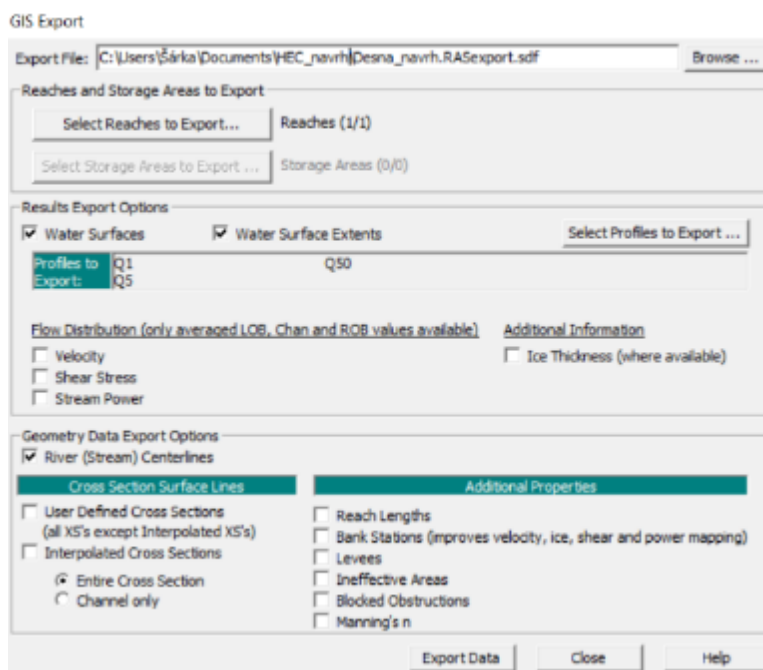 GIS Export
Export File: C:\Users\Šárka\Documents\HEC_navrh\Desna_navrh.RASexport.sdf Browse ...
Reaches and Storage Areas to Export
Select Reaches to Export... Reaches (1/1)
Select Storage Areas to Export ... Storage Areas (0/0)
Results Export Options
Water Surfaces Water Surface Extents Select Profiles to Export ...
Profiles to Export: Q1 Q50
Q5
Flow Distribution (only averaged LOB, Chan and ROB values available) Additional Information
Velocity Ice Thickness (where available)
Shear Stress
Stream Power
Geometry Data Export Options
River (Stream) Centerlines
Cross Section Surface Lines Additional Properties
User Defined Cross Sections Reach Lengths
(all XS's except Interpolated XS's) Bank Stations (improves velocity, ice, shear and power mapping)
Interpolated Cross Sections Levees
Entire Cross Section Ineffective Areas
Channel only Blocked Obstructions
Manning's n
Export Data Close Help